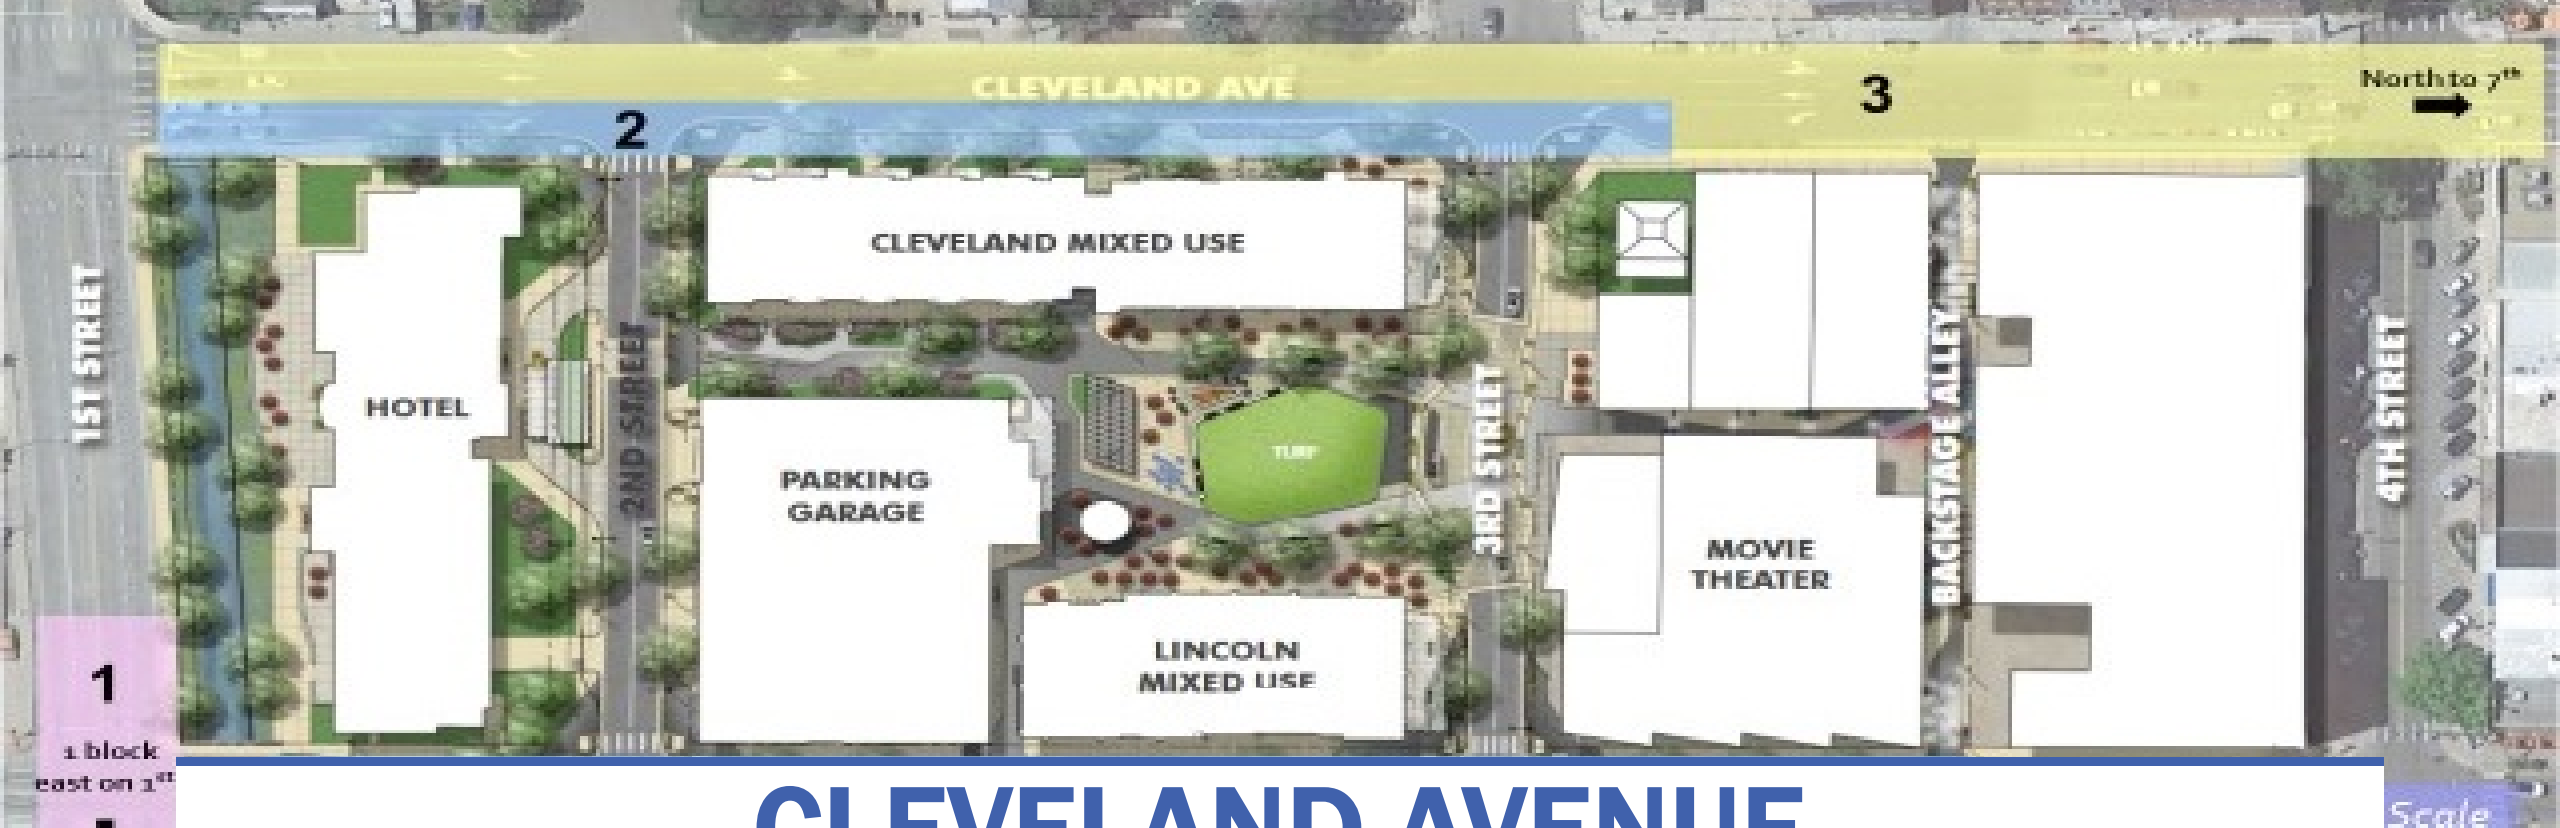 CLEVELAND AVE
North to 7th
3
2
CLEVELAND MIXED USE
1ST STREET
HOTEL
2ND STREET
PARKING
GARAGE
TURF
3RD STREET
MOVIE
THEATER
BACKSTAGE ALLEY
4TH STREET
LINCOLN
MIXED USE
1
1 block
east on 1st
CLEVELAND AVENUE
Scale